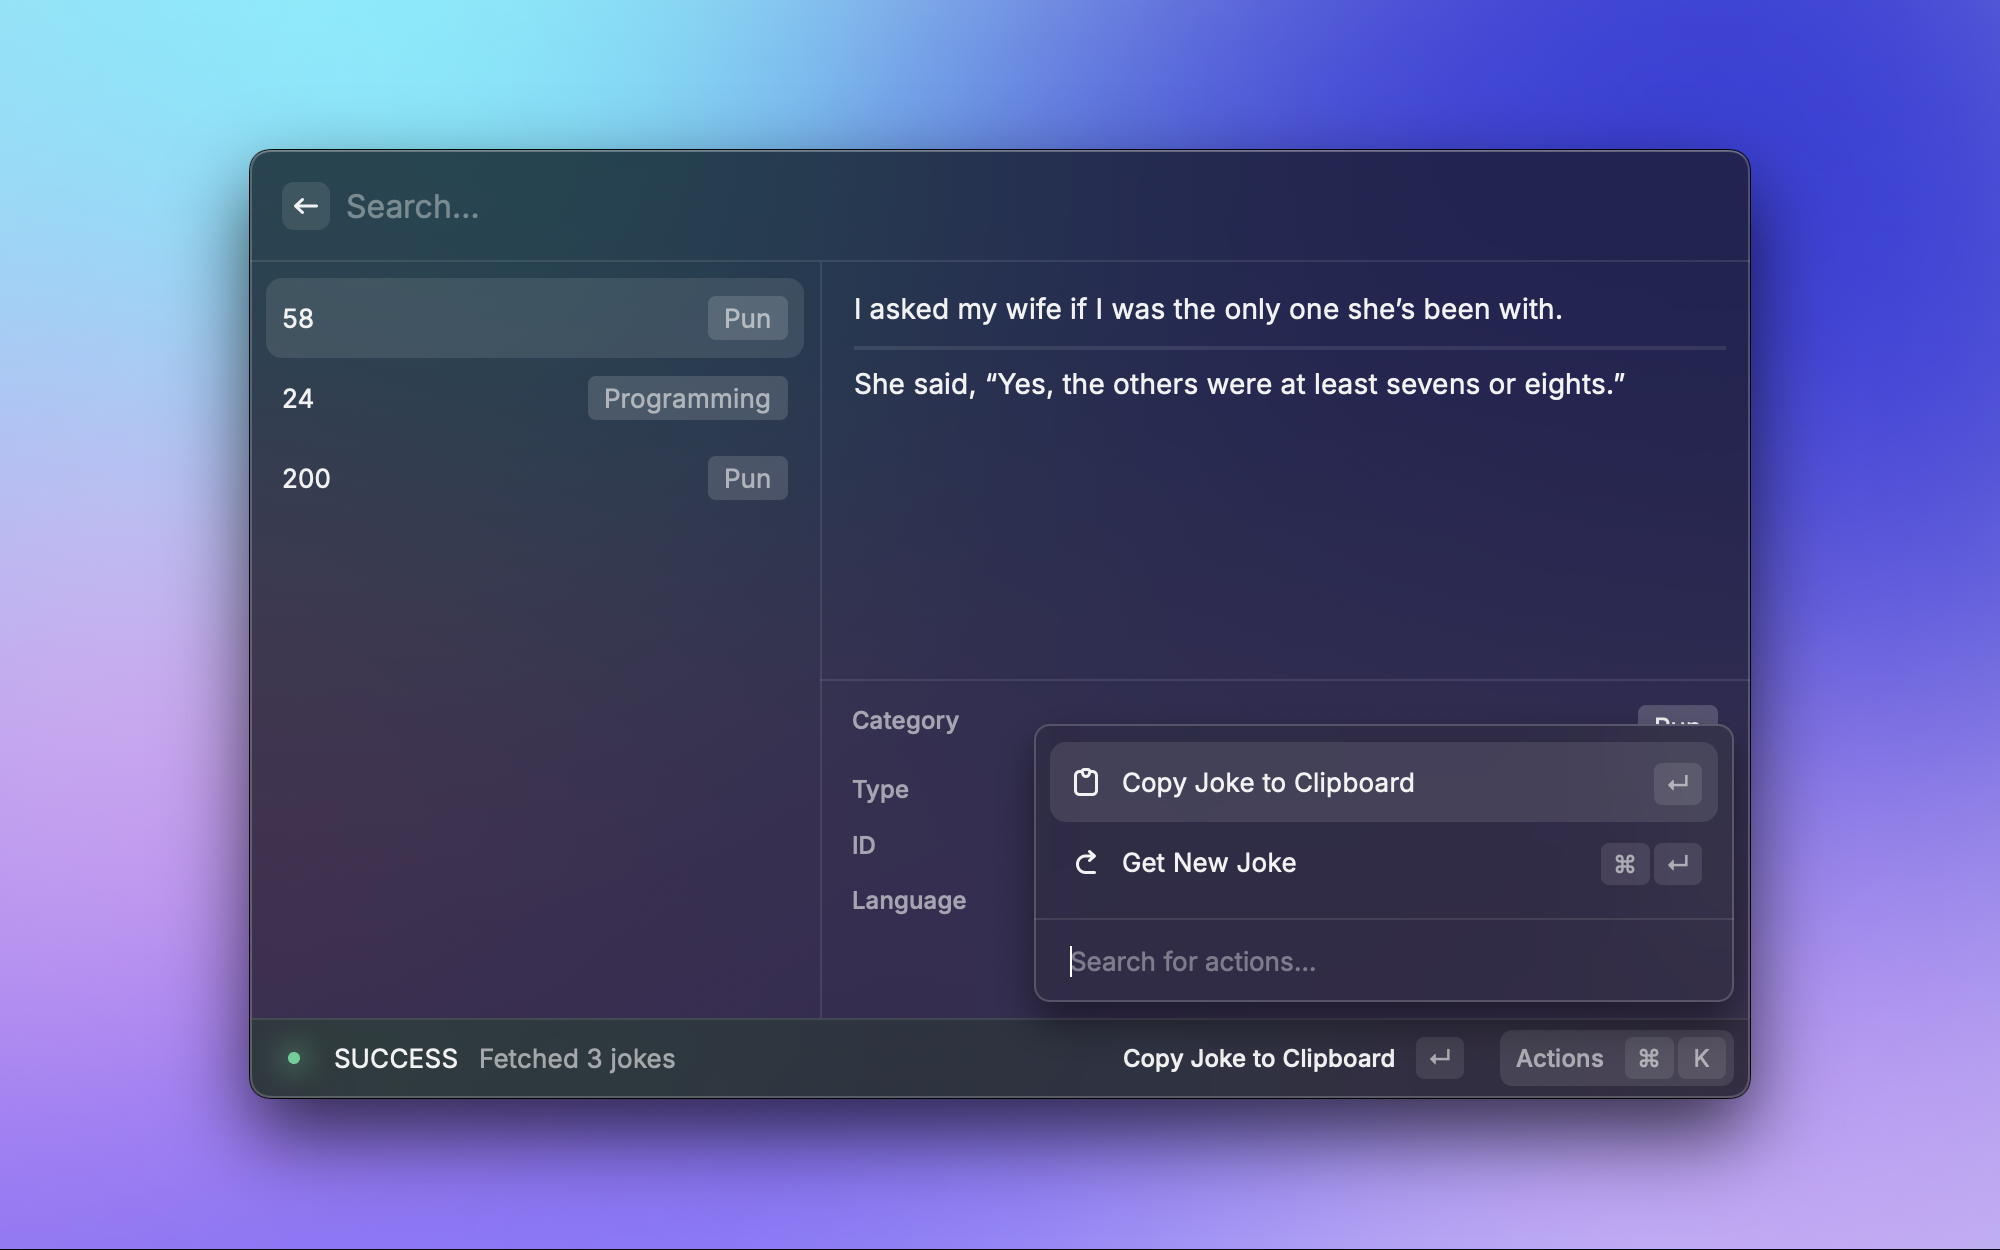 Search...
58 Pun
24 Programming
200 Pun
I asked my wife if I was the only one she’s been with.
She said, “Yes, the others were at least sevens or eights.”
Category Pun
Type
ID
Language
Copy Joke to Clipboard
Get New Joke ⌘
Search for actions...
SUCCESS Fetched 3 jokes
Copy Joke to Clipboard
Actions ⌘ K